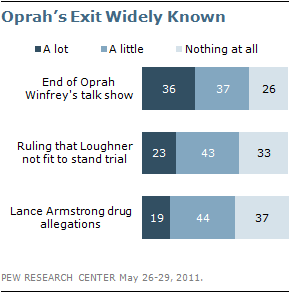 Oprah's Exit Widely Known
A lot A little Nothing at all
End of Oprah
Winfrey's talk show
36 37 26
Ruling that Loughner
not fit to stand trial
23 43 33
Lance Armstrong drug
allegations
19 44 37
PEW RESEARCH CENTER May 26-29, 2011.